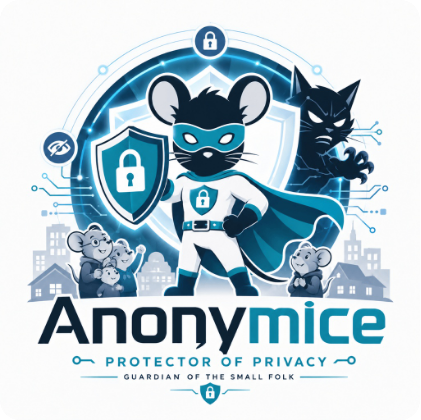 Anonymice
PROTECTOR OF PRIVACY
GUARDIAN OF THE SMALL FOLK